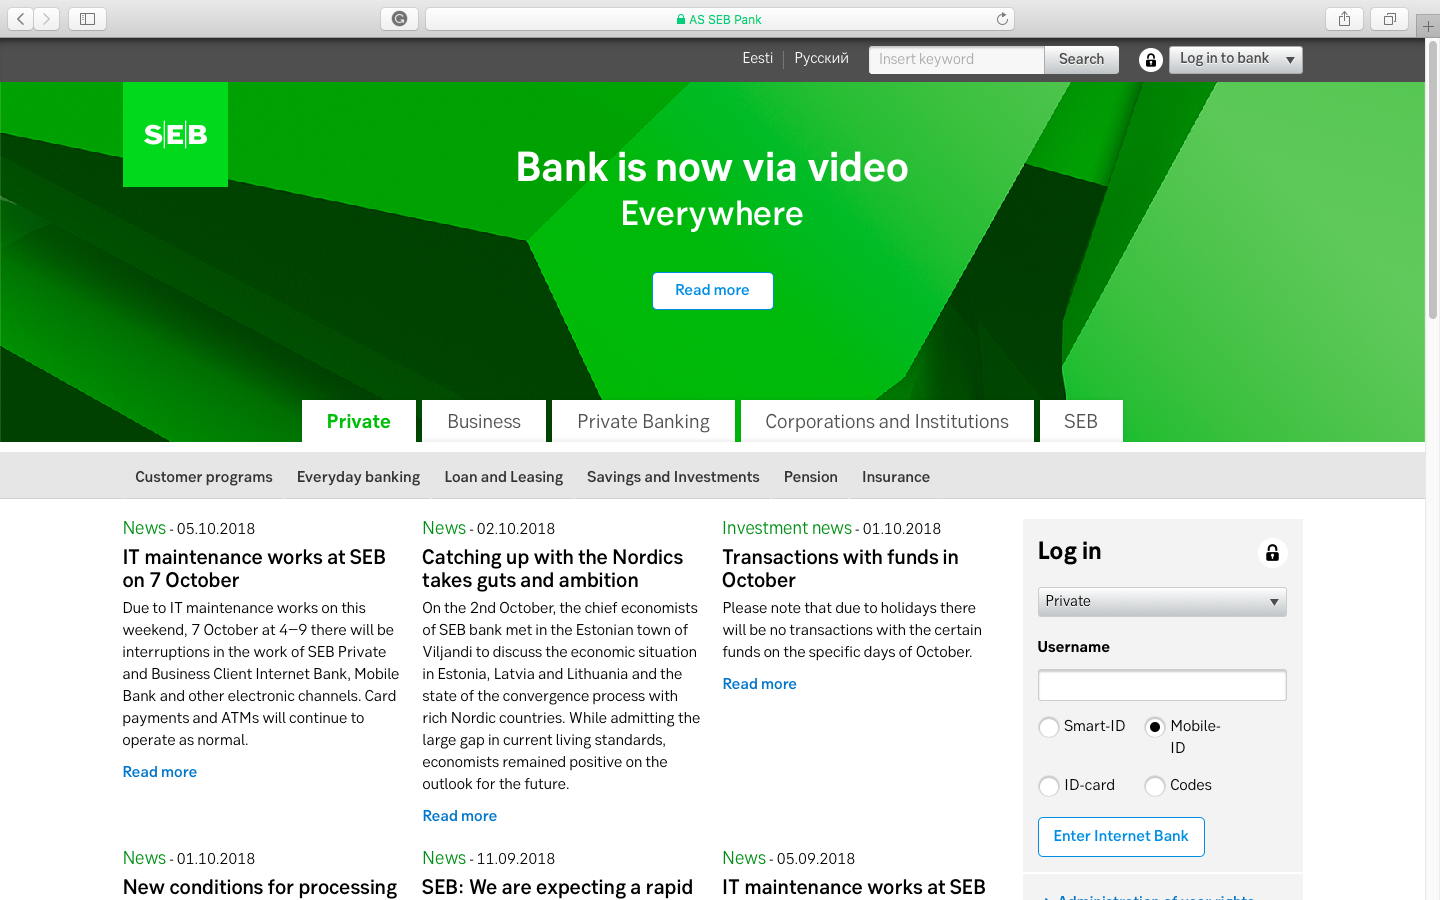 AS SEB Pank
Eesti
Русский
Insert keyword
Search
Log in to bank
S|E|B
Bank is now via video
Everywhere
Read more
Private
Business
Private Banking
Corporations and Institutions
SEB
Customer programs
Everyday banking
Loan and Leasing
Savings and Investments
Pension
Insurance
News - 05.10.2018
IT maintenance works at SEB
on 7 October
Due to IT maintenance works on this
weekend, 7 October at 4–9 there will be
interruptions in the work of SEB Private
and Business Client Internet Bank, Mobile
Bank and other electronic channels. Card
payments and ATMs will continue to
operate as normal.
Read more
News - 02.10.2018
Catching up with the Nordics
takes guts and ambition
On the 2nd October, the chief economists
of SEB bank met in the Estonian town of
Viljandi to discuss the economic situation
in Estonia, Latvia and Lithuania and the
state of the convergence process with
rich Nordic countries. While admitting the
large gap in current living standards,
economists remained positive on the
outlook for the future.
Read more
Investment news - 01.10.2018
Transactions with funds in
October
Please note that due to holidays there
will be no transactions with the certain
funds on the specific days of October.
Read more
Log in
Private
Username
Smart-ID
Mobile-
ID
ID-card
Codes
Enter Internet Bank
Administration of user rights
News - 01.10.2018
New conditions for processing
News - 11.09.2018
SEB: We are expecting a rapid
News - 05.09.2018
IT maintenance works at SEB